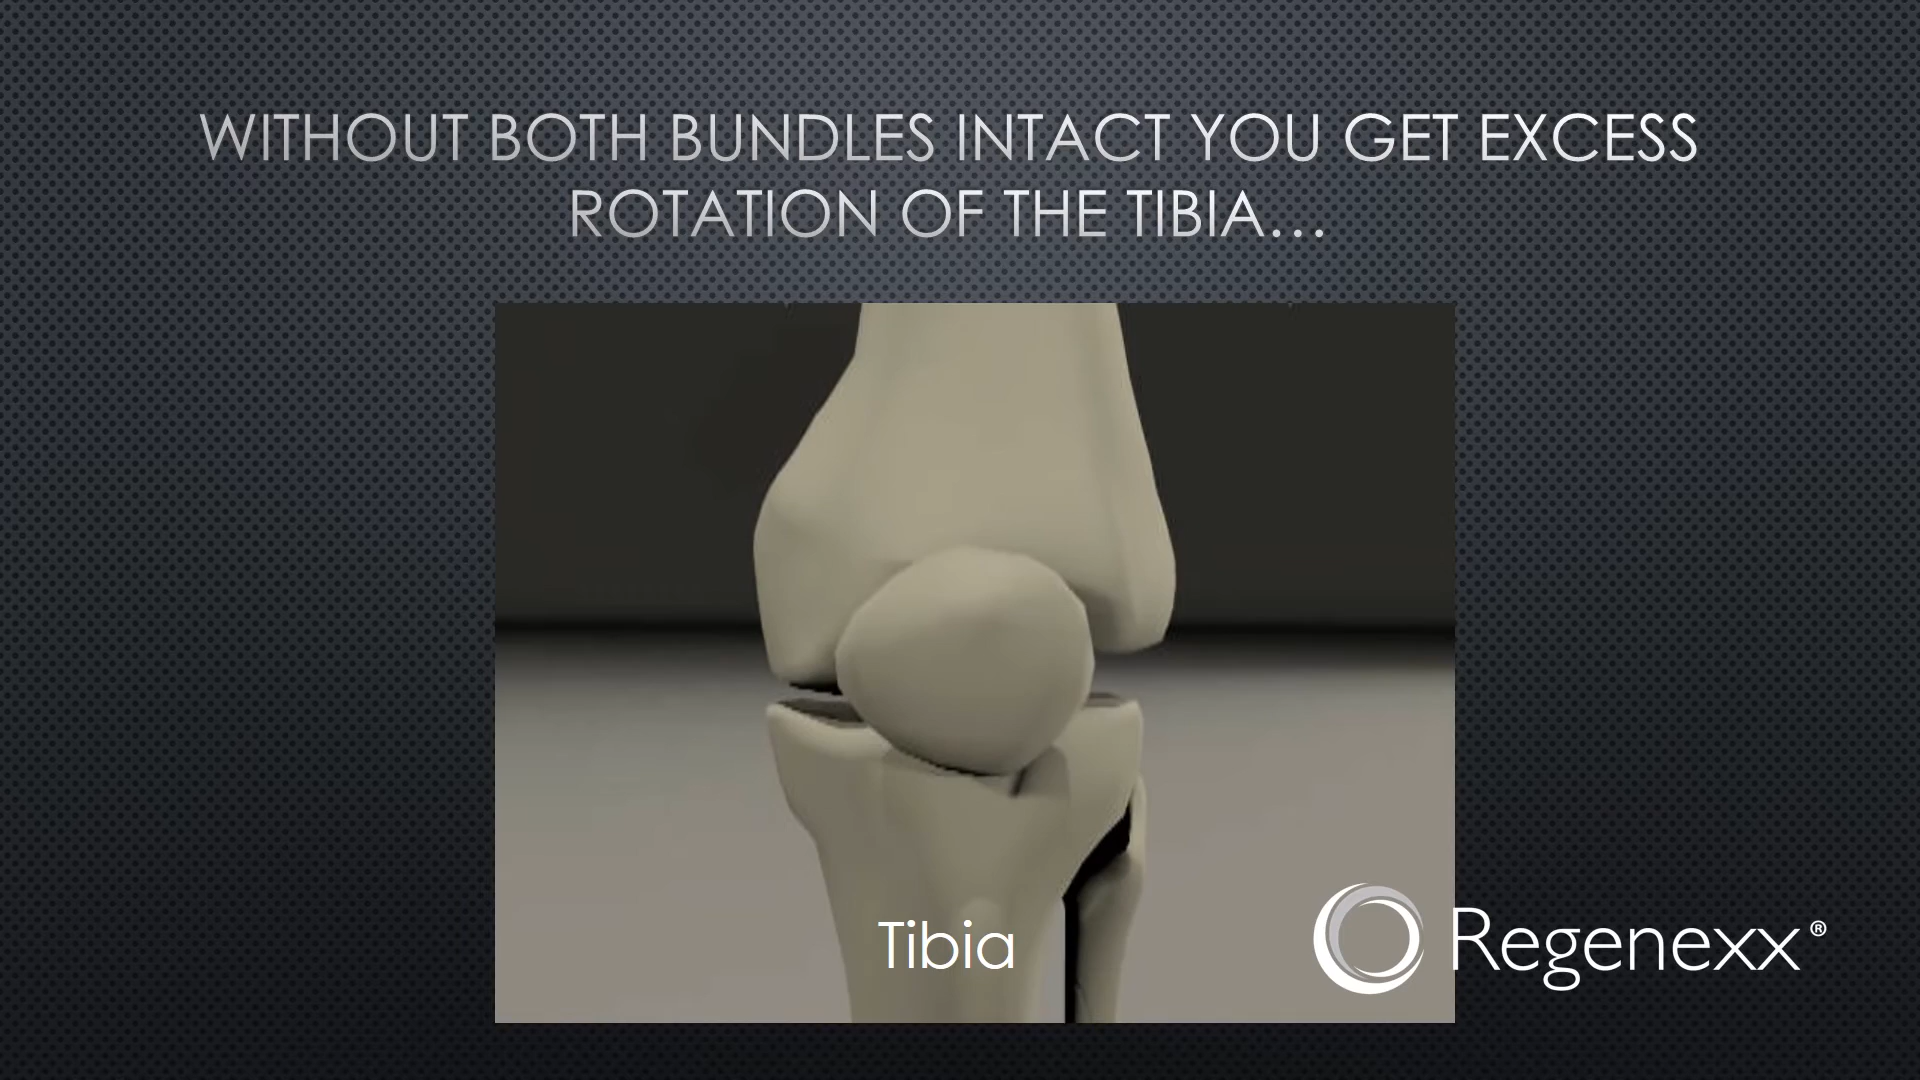 WITHOUT BOTH BUNDLES INTACT YOU GET EXCESS
ROTATION OF THE TIBIA...
Tibia
Regenexx®